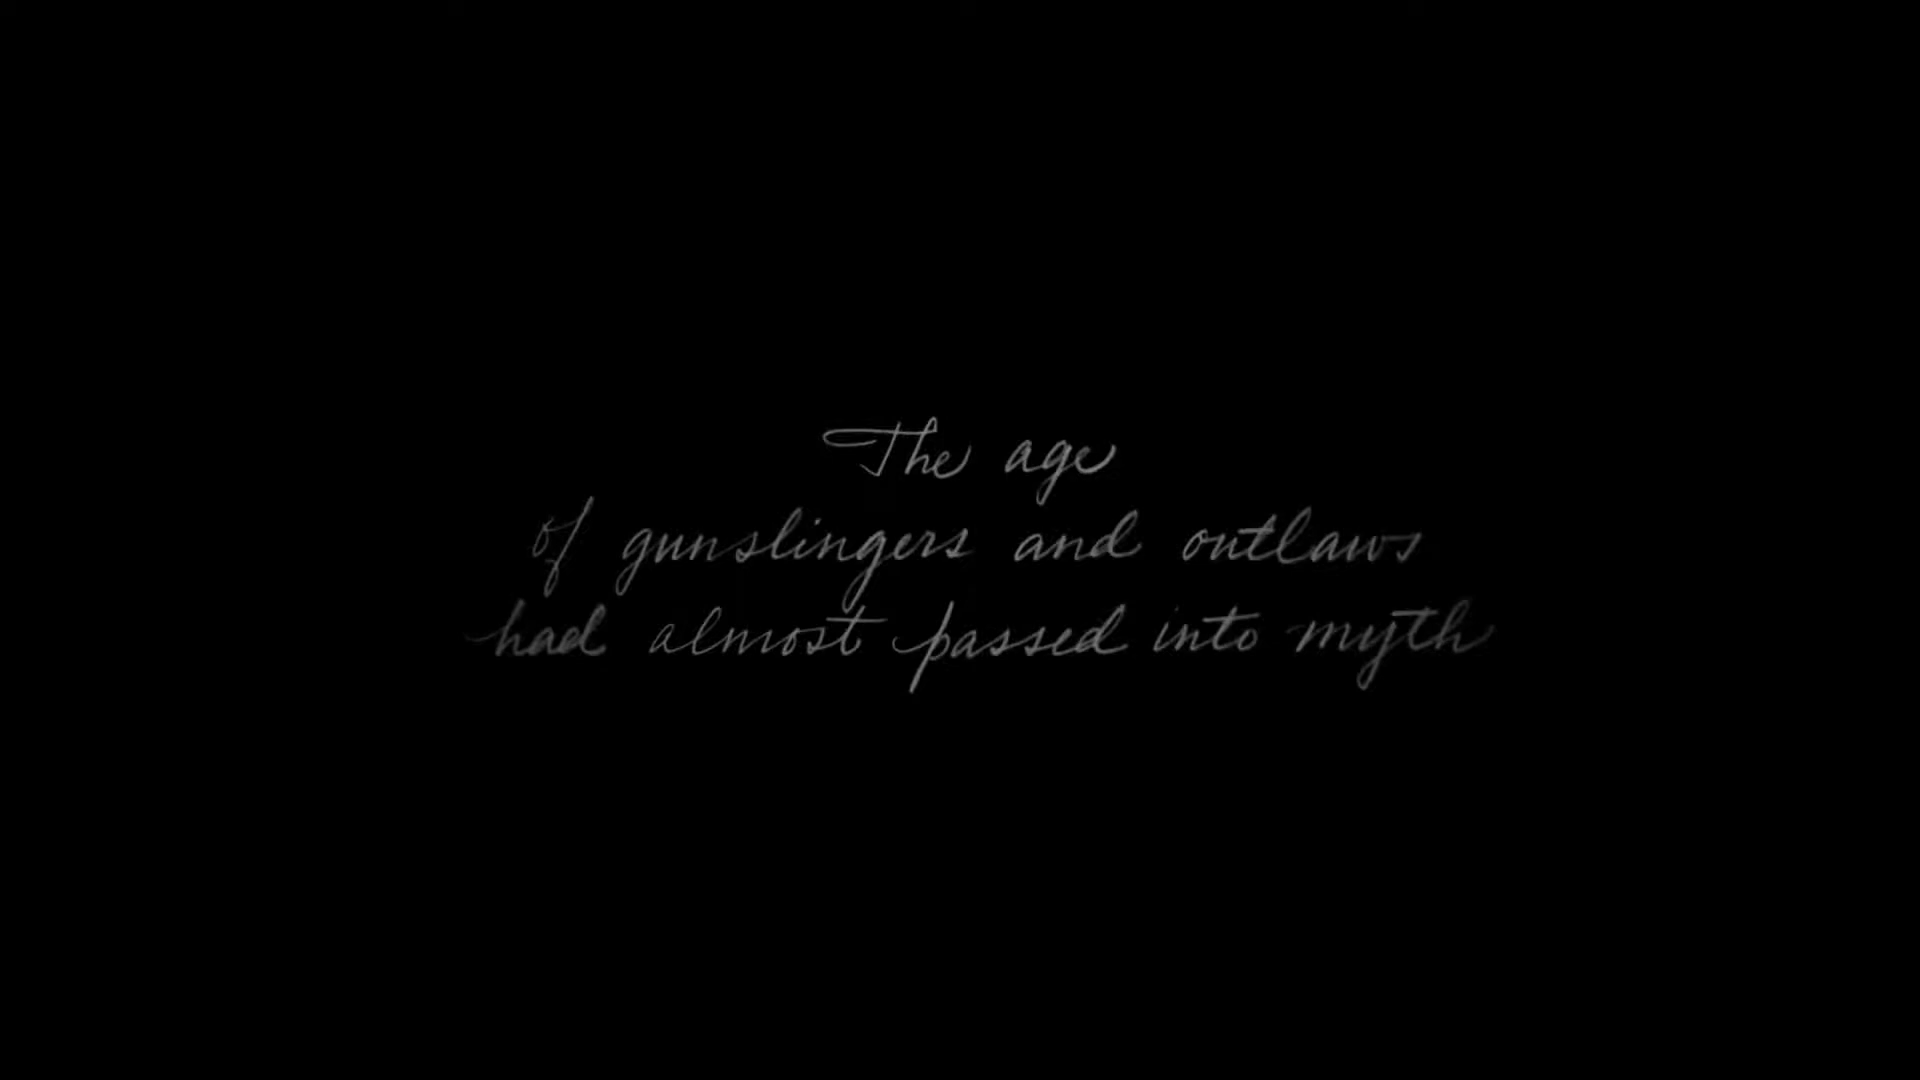 The age
of gunslingers and outlaws
had almost passed into myth